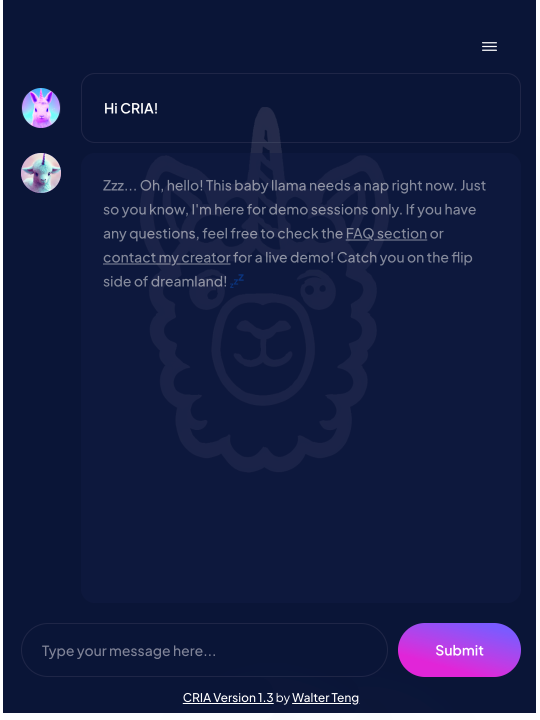 Hi CRIA!
Zzz... Oh, hello! This baby llama needs a nap right now. Just
so you know, I'm here for demo sessions only. If you have
any questions, feel free to check the FAQ section or
contact my creator for a live demo! Catch you on the flip
side of dreamland! 💤
Type your message here...
Submit
CRIA Version 1.3 by Walter Teng